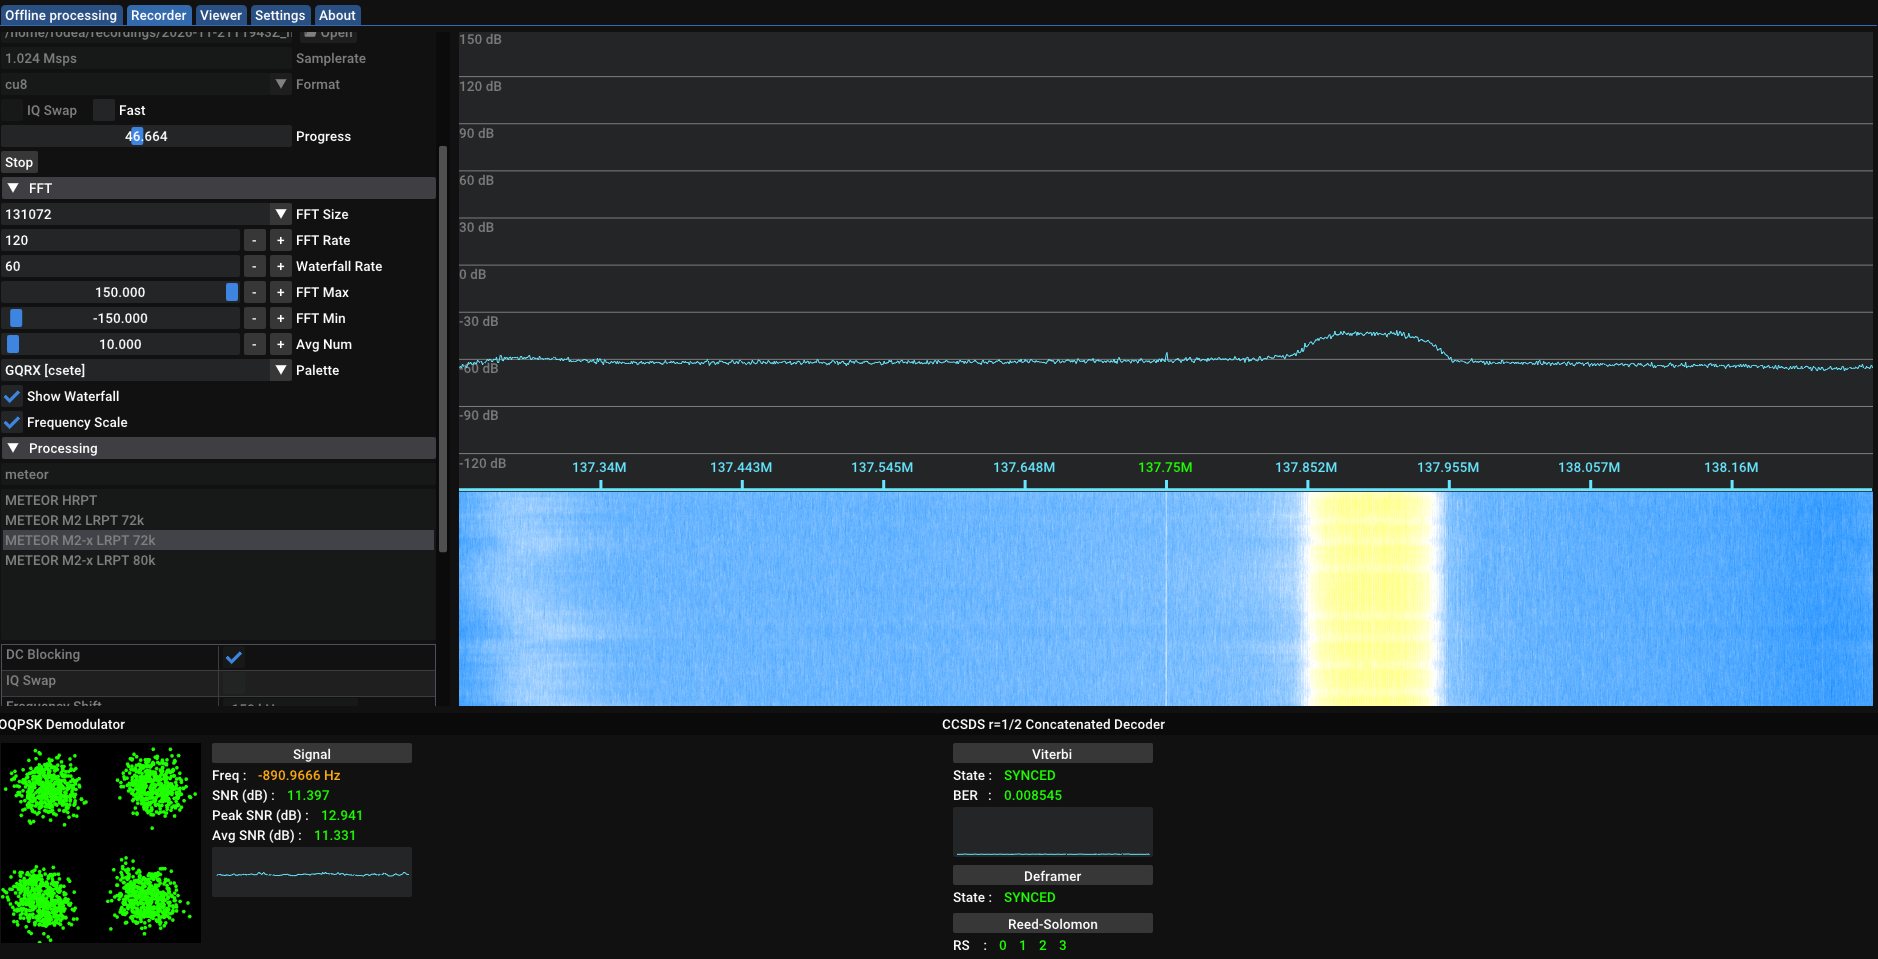 Offline processing Recorder Viewer Settings About
Open
1.024 Msps Samplerate
cu8 Format
IQ Swap Fast
46.664 Progress
Stop
FFT
131072 FFT Size
120 - + FFT Rate
60 - + Waterfall Rate
150.000 - + FFT Max
-150.000 - + FFT Min
10.000 - + Avg Num
GQRX [csete] Palette
Show Waterfall
Frequency Scale
Processing
meteor
METEOR HRPT
METEOR M2 LRPT 72k
METEOR M2-x LRPT 72k
METEOR M2-x LRPT 80k
DC Blocking
IQ Swap
Frequency Shift
150 dB
120 dB
90 dB
60 dB
30 dB
0 dB
-30 dB
-60 dB
-90 dB
-120 dB
137.34M 137.443M 137.545M 137.648M 137.75M 137.852M 137.955M 138.057M 138.16M
OQPSK Demodulator
Signal
Freq : -890.9666 Hz
SNR (dB) : 11.397
Peak SNR (dB) : 12.941
Avg SNR (dB) : 11.331
CCSDS r=1/2 Concatenated Decoder
Viterbi
State : SYNCED
BER : 0.008545
Deframer
State : SYNCED
Reed-Solomon
RS : 0 1 2 3